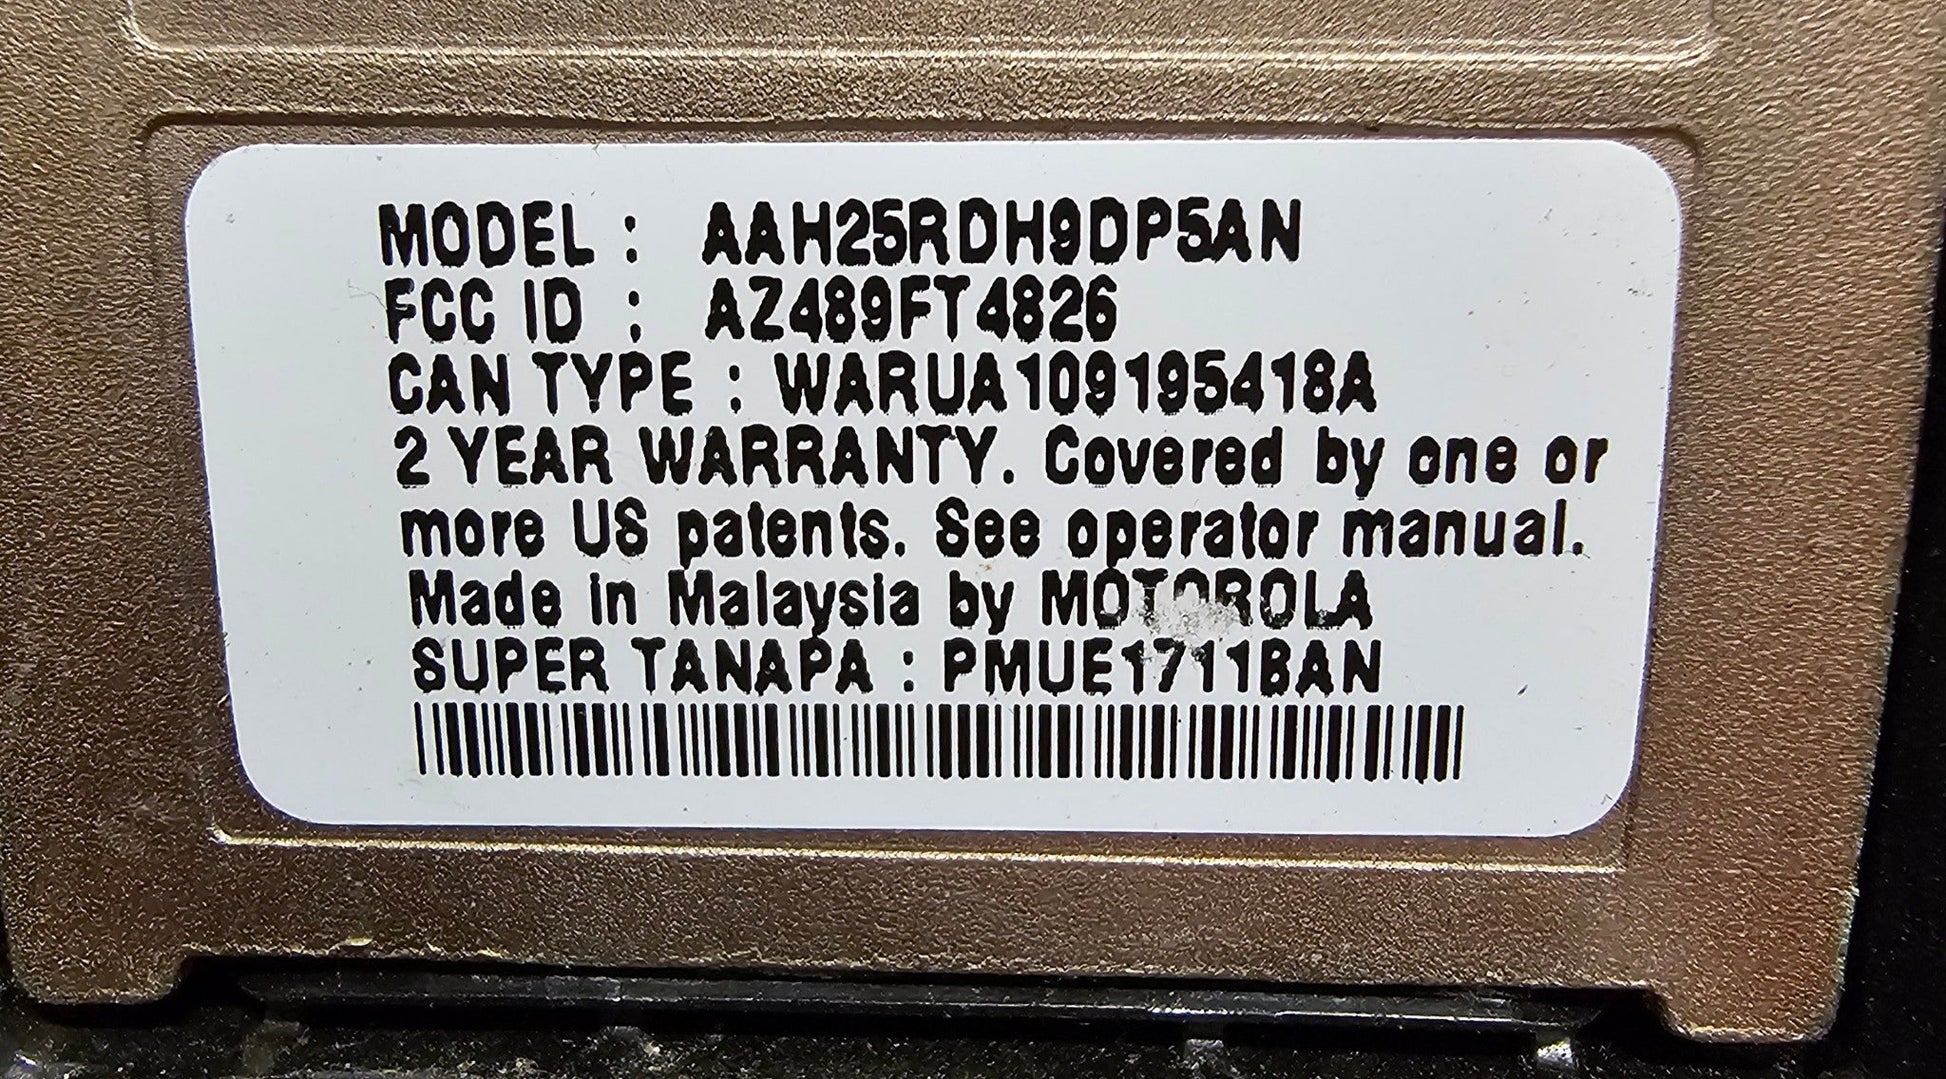 MODEL : AAH25RDH9DP5AN
FCC ID : AZ489FT4826
CAN TYPE : WARUA109195418A
2 YEAR WARRANTY. Covered by one or
more US patents. See operator manual.
Made in Malaysia by MOTOROLA
SUPER TANAPA : PMUE1711BAN